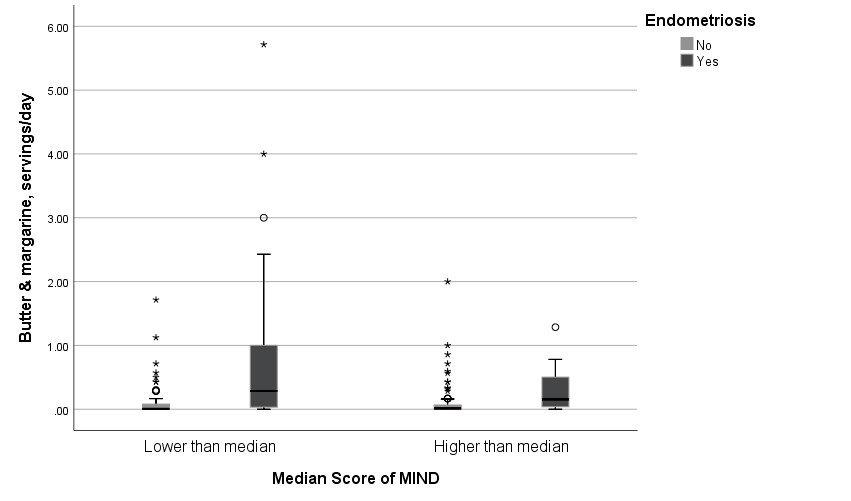 Endometriosis
No
Yes
Butter & margarine, servings/day
6.00
5.00
4.00
3.00
2.00
1.00
.00
Lower than median
Higher than median
Median Score of MIND